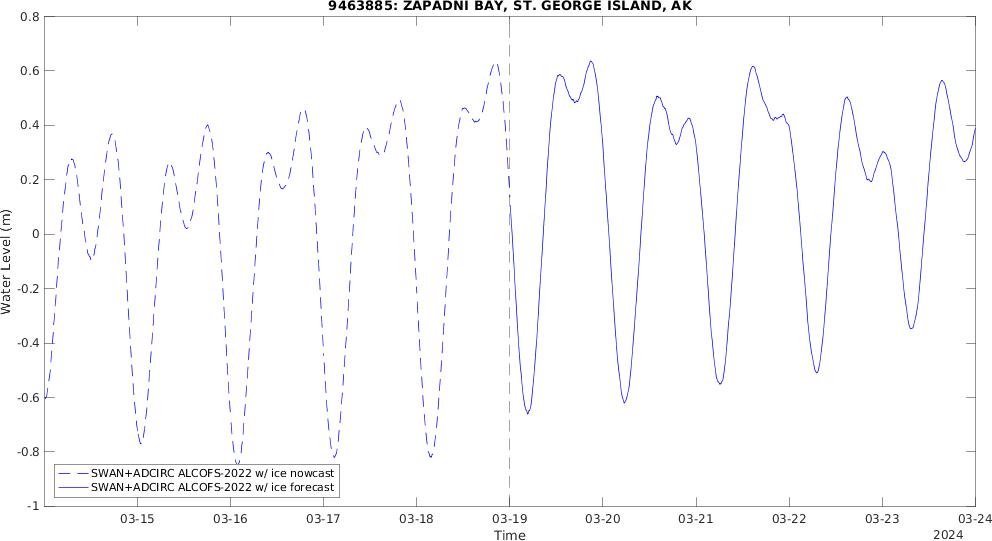 9463885: ZAPADNI BAY, ST. GEORGE ISLAND, AK
0.8
0.6
0.4
0.2
0
-0.2
-0.4
-0.6
-0.8
-1
Water Level (m)
SWAN+ADCIRC ALCOFS-2022 w/ ice nowcast
SWAN+ADCIRC ALCOFS-2022 w/ ice forecast
03-15 03-16 03-17 03-18 03-19 03-20 03-21 03-22 03-23 03-24
Time
2024